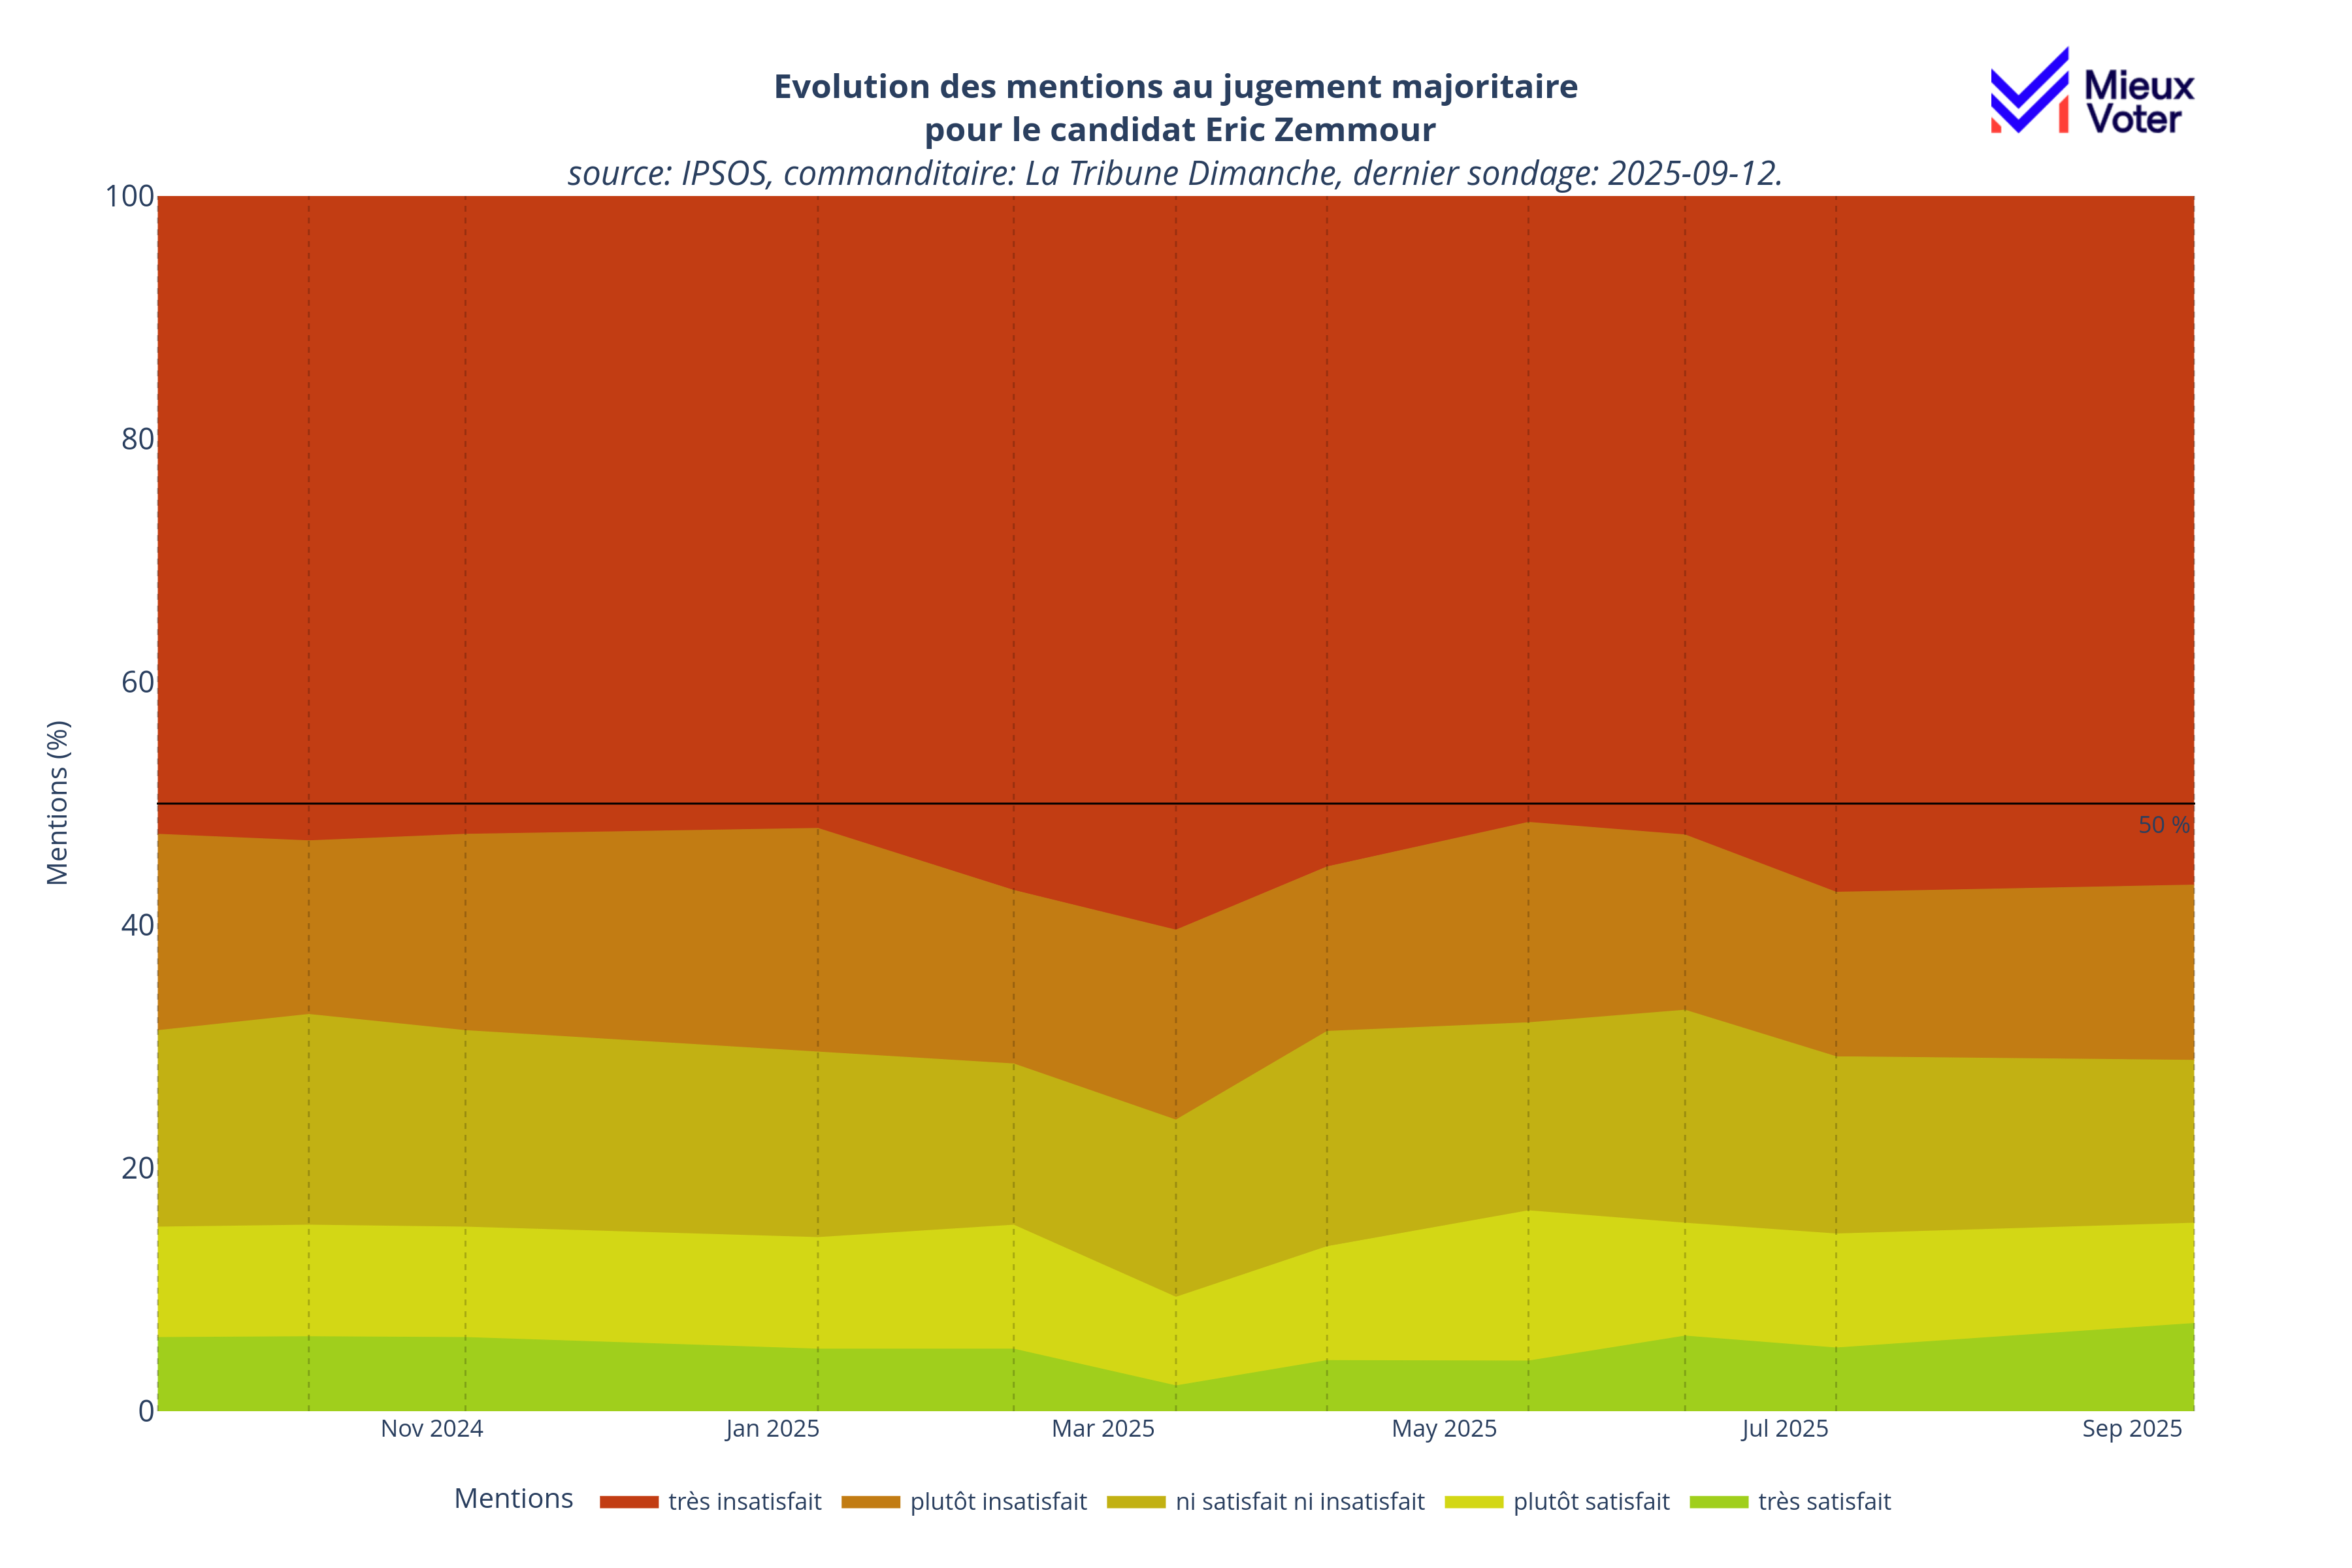 Evolution des mentions au jugement majoritaire
pour le candidat Eric Zemmour
source: IPSOS, commanditaire: La Tribune Dimanche, dernier sondage: 2025-09-12.
Mieux
Voter
100
80
60
40
20
0
Mentions (%)
50 %
Nov 2024
Jan 2025
Mar 2025
May 2025
Jul 2025
Sep 2025
Mentions
très insatisfait
plutôt insatisfait
ni satisfait ni insatisfait
plutôt satisfait
très satisfait